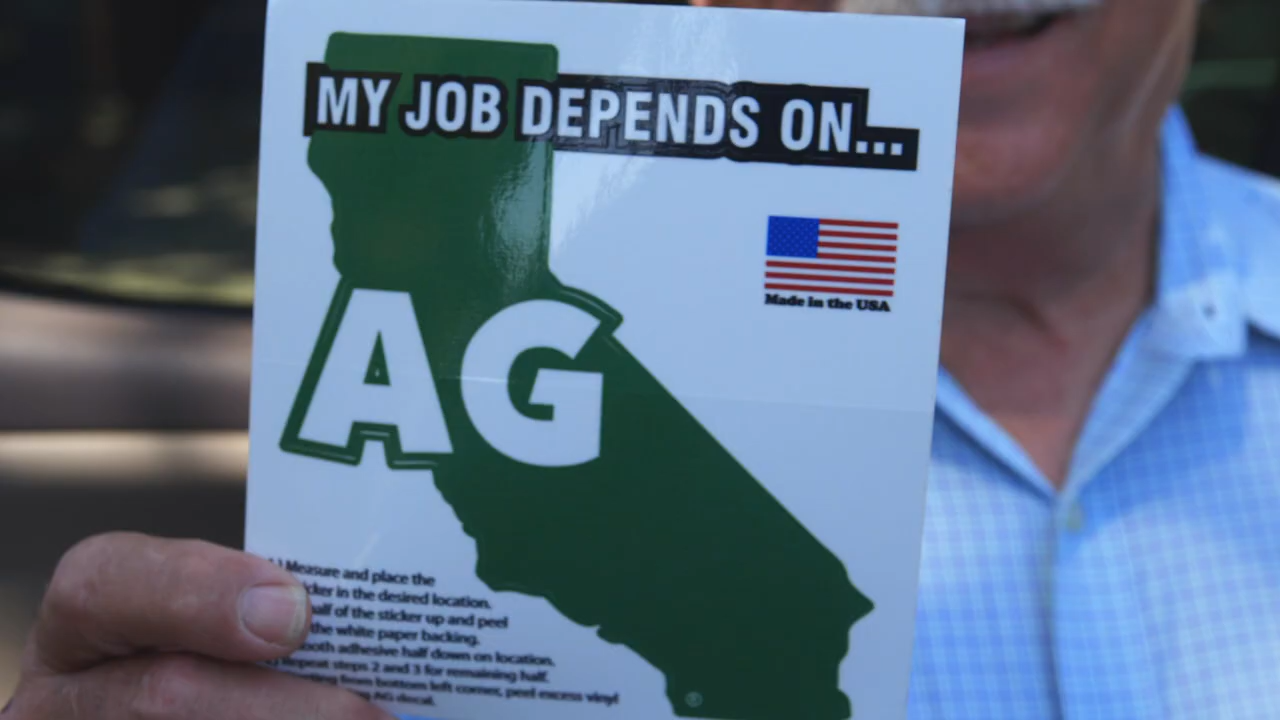 MY JOB DEPENDS ON...
Made in the USA
AG
Measure and place the
in the desired location.
half of the sticker up and peel
the white paper backing.
adhesive half down on location.
Repeat steps 2 and 3 for remaining half.
from bottom left corner, peel excess vinyl
AG decal.